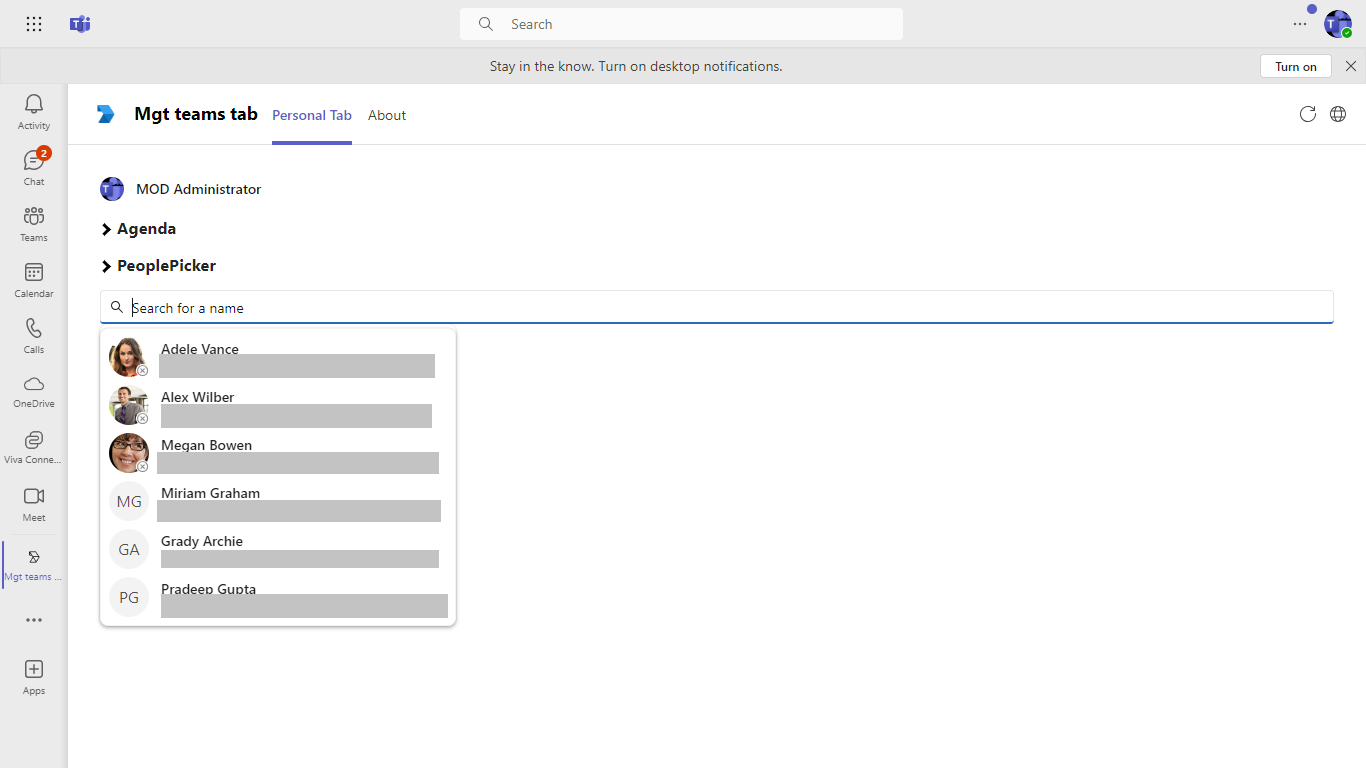 Search
Stay in the know. Turn on desktop notifications.
Turn on
Activity
2
Chat
Teams
Calendar
Calls
OneDrive
Viva Conne...
Meet
Mgt teams ...
Apps
Mgt teams tab
Personal Tab
About
MOD Administrator
Agenda
PeoplePicker
Search for a name
Adele Vance
Alex Wilber
Megan Bowen
MG
Miriam Graham
GA
Grady Archie
PG
Pradeep Gupta